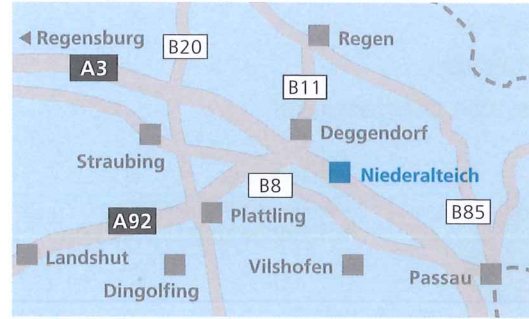 Regensburg
B20
Regen
A3
B11
Deggendorf
Straubing
Niederalteich
B8
B85
A92
Plattling
Landshut
Vilshofen
Passau
Dingolfing